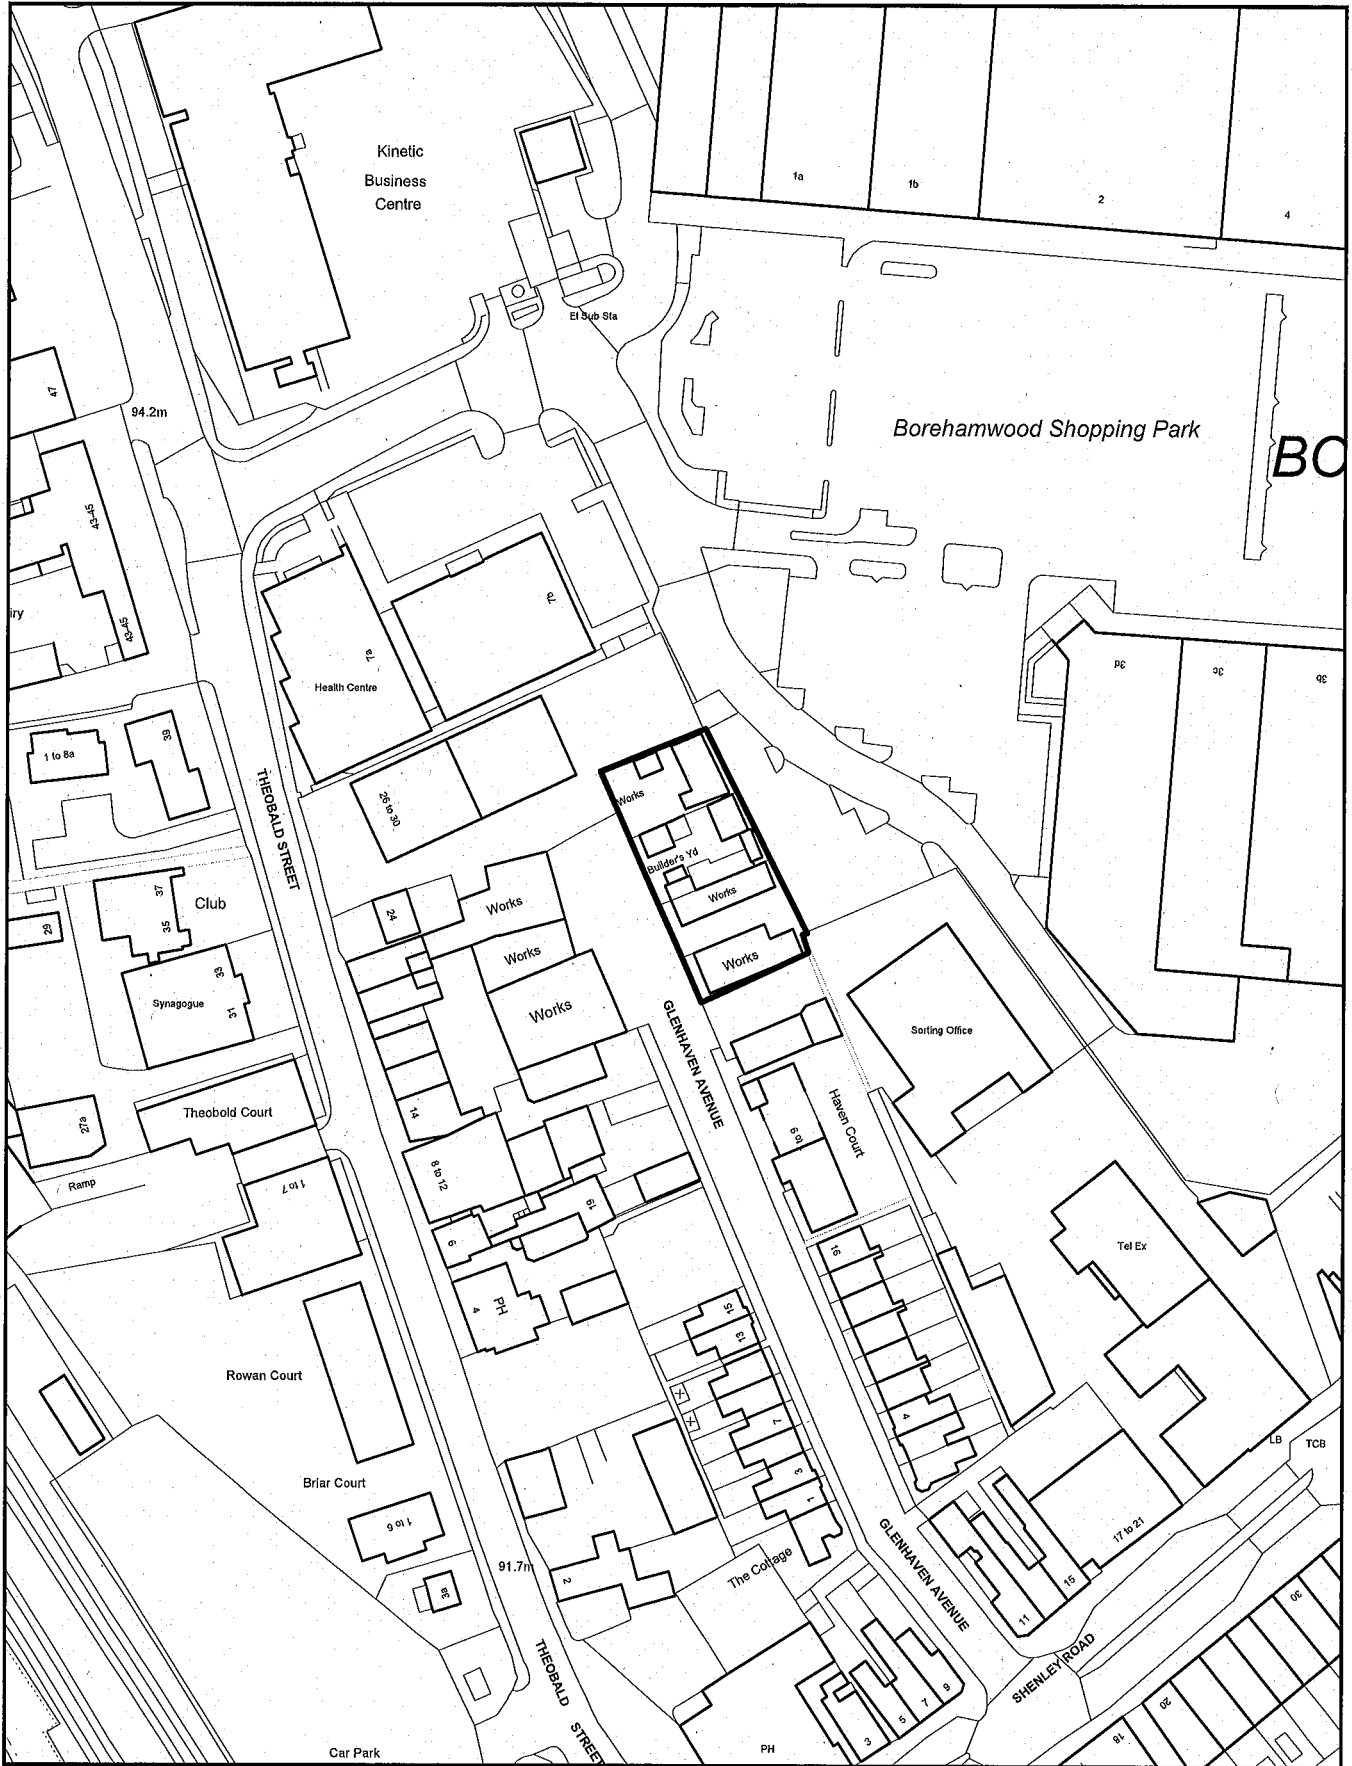 Kinetic
Business
Centre
1a
1b
2
4
El Sub Sta
47
94.2m
Borehamwood Shopping Park
BO
43-45
43-45
iry
7b
7a
Health Centre
3d
3c
3b
1 to 8a
39
THEOBALD STREET
26 to 30
Works
Builder's Yd
Works
Works
37
35
Club
29
24
Works
Works
Works
33
31
Synagogue
GLENHAVEN AVENUE
Sorting Office
Theobold Court
27a
14
Haven Court
1 to 9
8 to 12
Ramp
1 to 7
19
6
16
Tel Ex
4
PH
15
13
Rowan Court
7
4
3
1
LB
TCB
Briar Court
1 to 6
17 to 21
GLENHAVEN AVENUE
91.7m
2
The Cottage
3a
15
11
30
THEOBALD STREET
SHENLEY ROAD
9
7
5
3
20
18
Car Park
PH